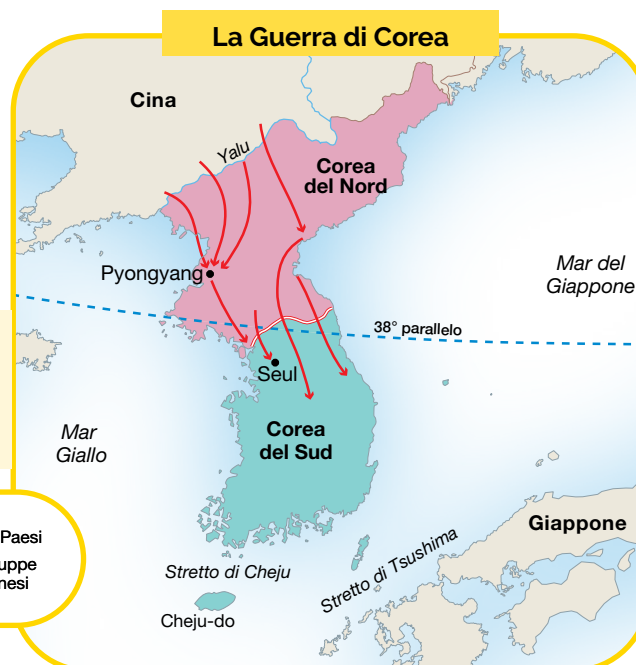 La Guerra di Corea
Cina
Yalu
Corea
del Nord
Pyongyang
Mar del
Giappone
38° parallelo
Seul
Mar
Giallo
Corea
del Sud
Paesi
Giappone
Stretto di Cheju
Stretto di Tsushima
Cheju-do